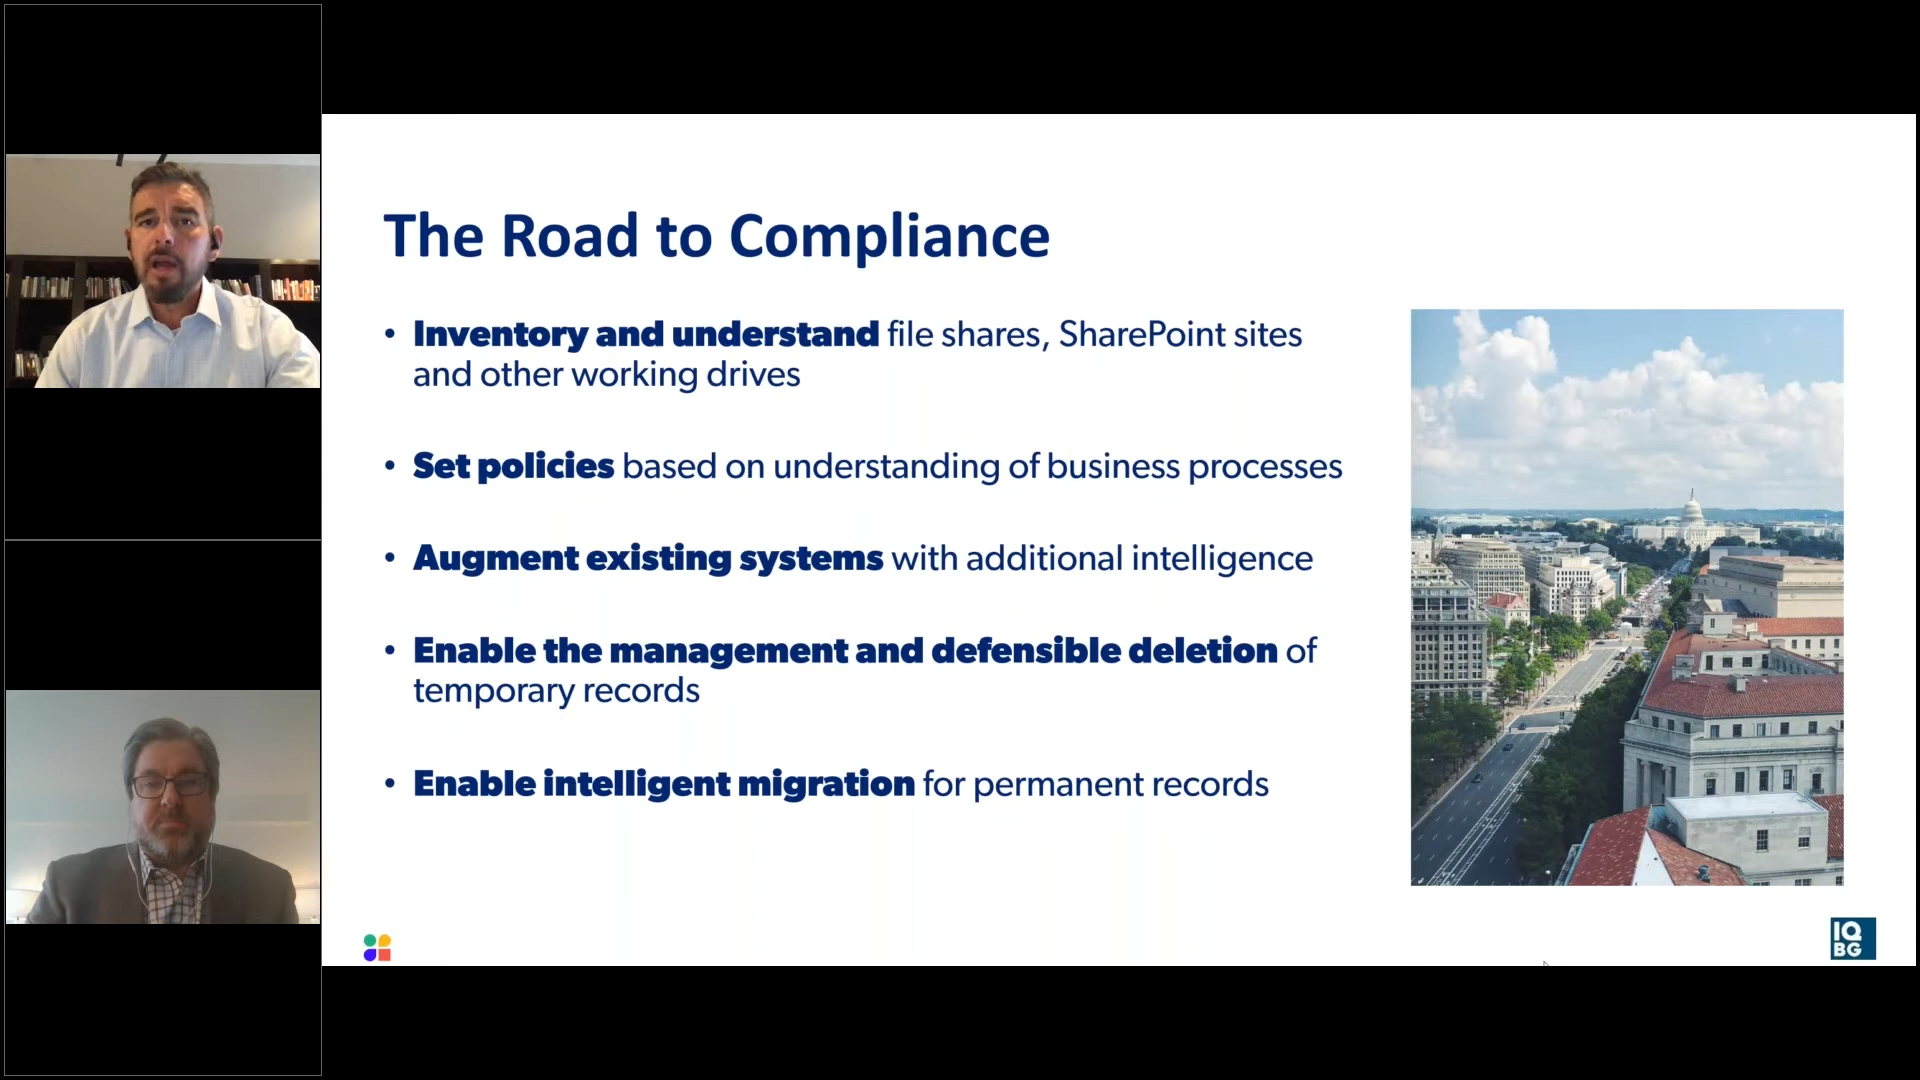 The Road to Compliance
• Inventory and understand file shares, SharePoint sites
and other working drives
• Set policies based on understanding of business processes
• Augment existing systems with additional intelligence
• Enable the management and defensible deletion of
temporary records
• Enable intelligent migration for permanent records
IQ
BG